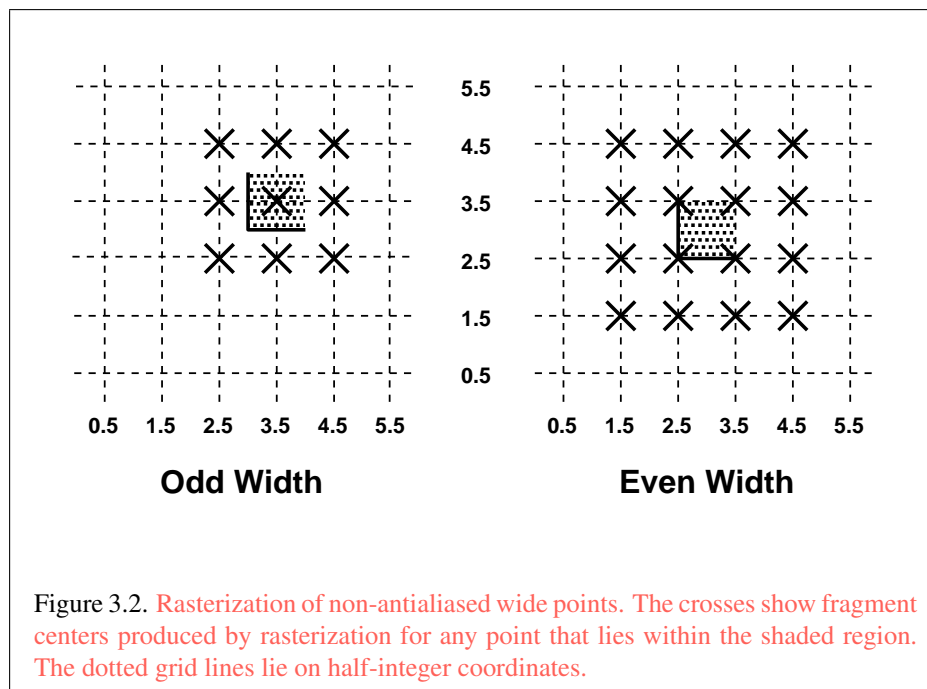 5.5
4.5
3.5
2.5
1.5
0.5
0.5 1.5 2.5 3.5 4.5 5.5 0.5 1.5 2.5 3.5 4.5 5.5
Odd Width Even Width
Figure 3.2. Rasterization of non-antialiased wide points. The crosses show fragment
centers produced by rasterization for any point that lies within the shaded region.
The dotted grid lines lie on half-integer coordinates.